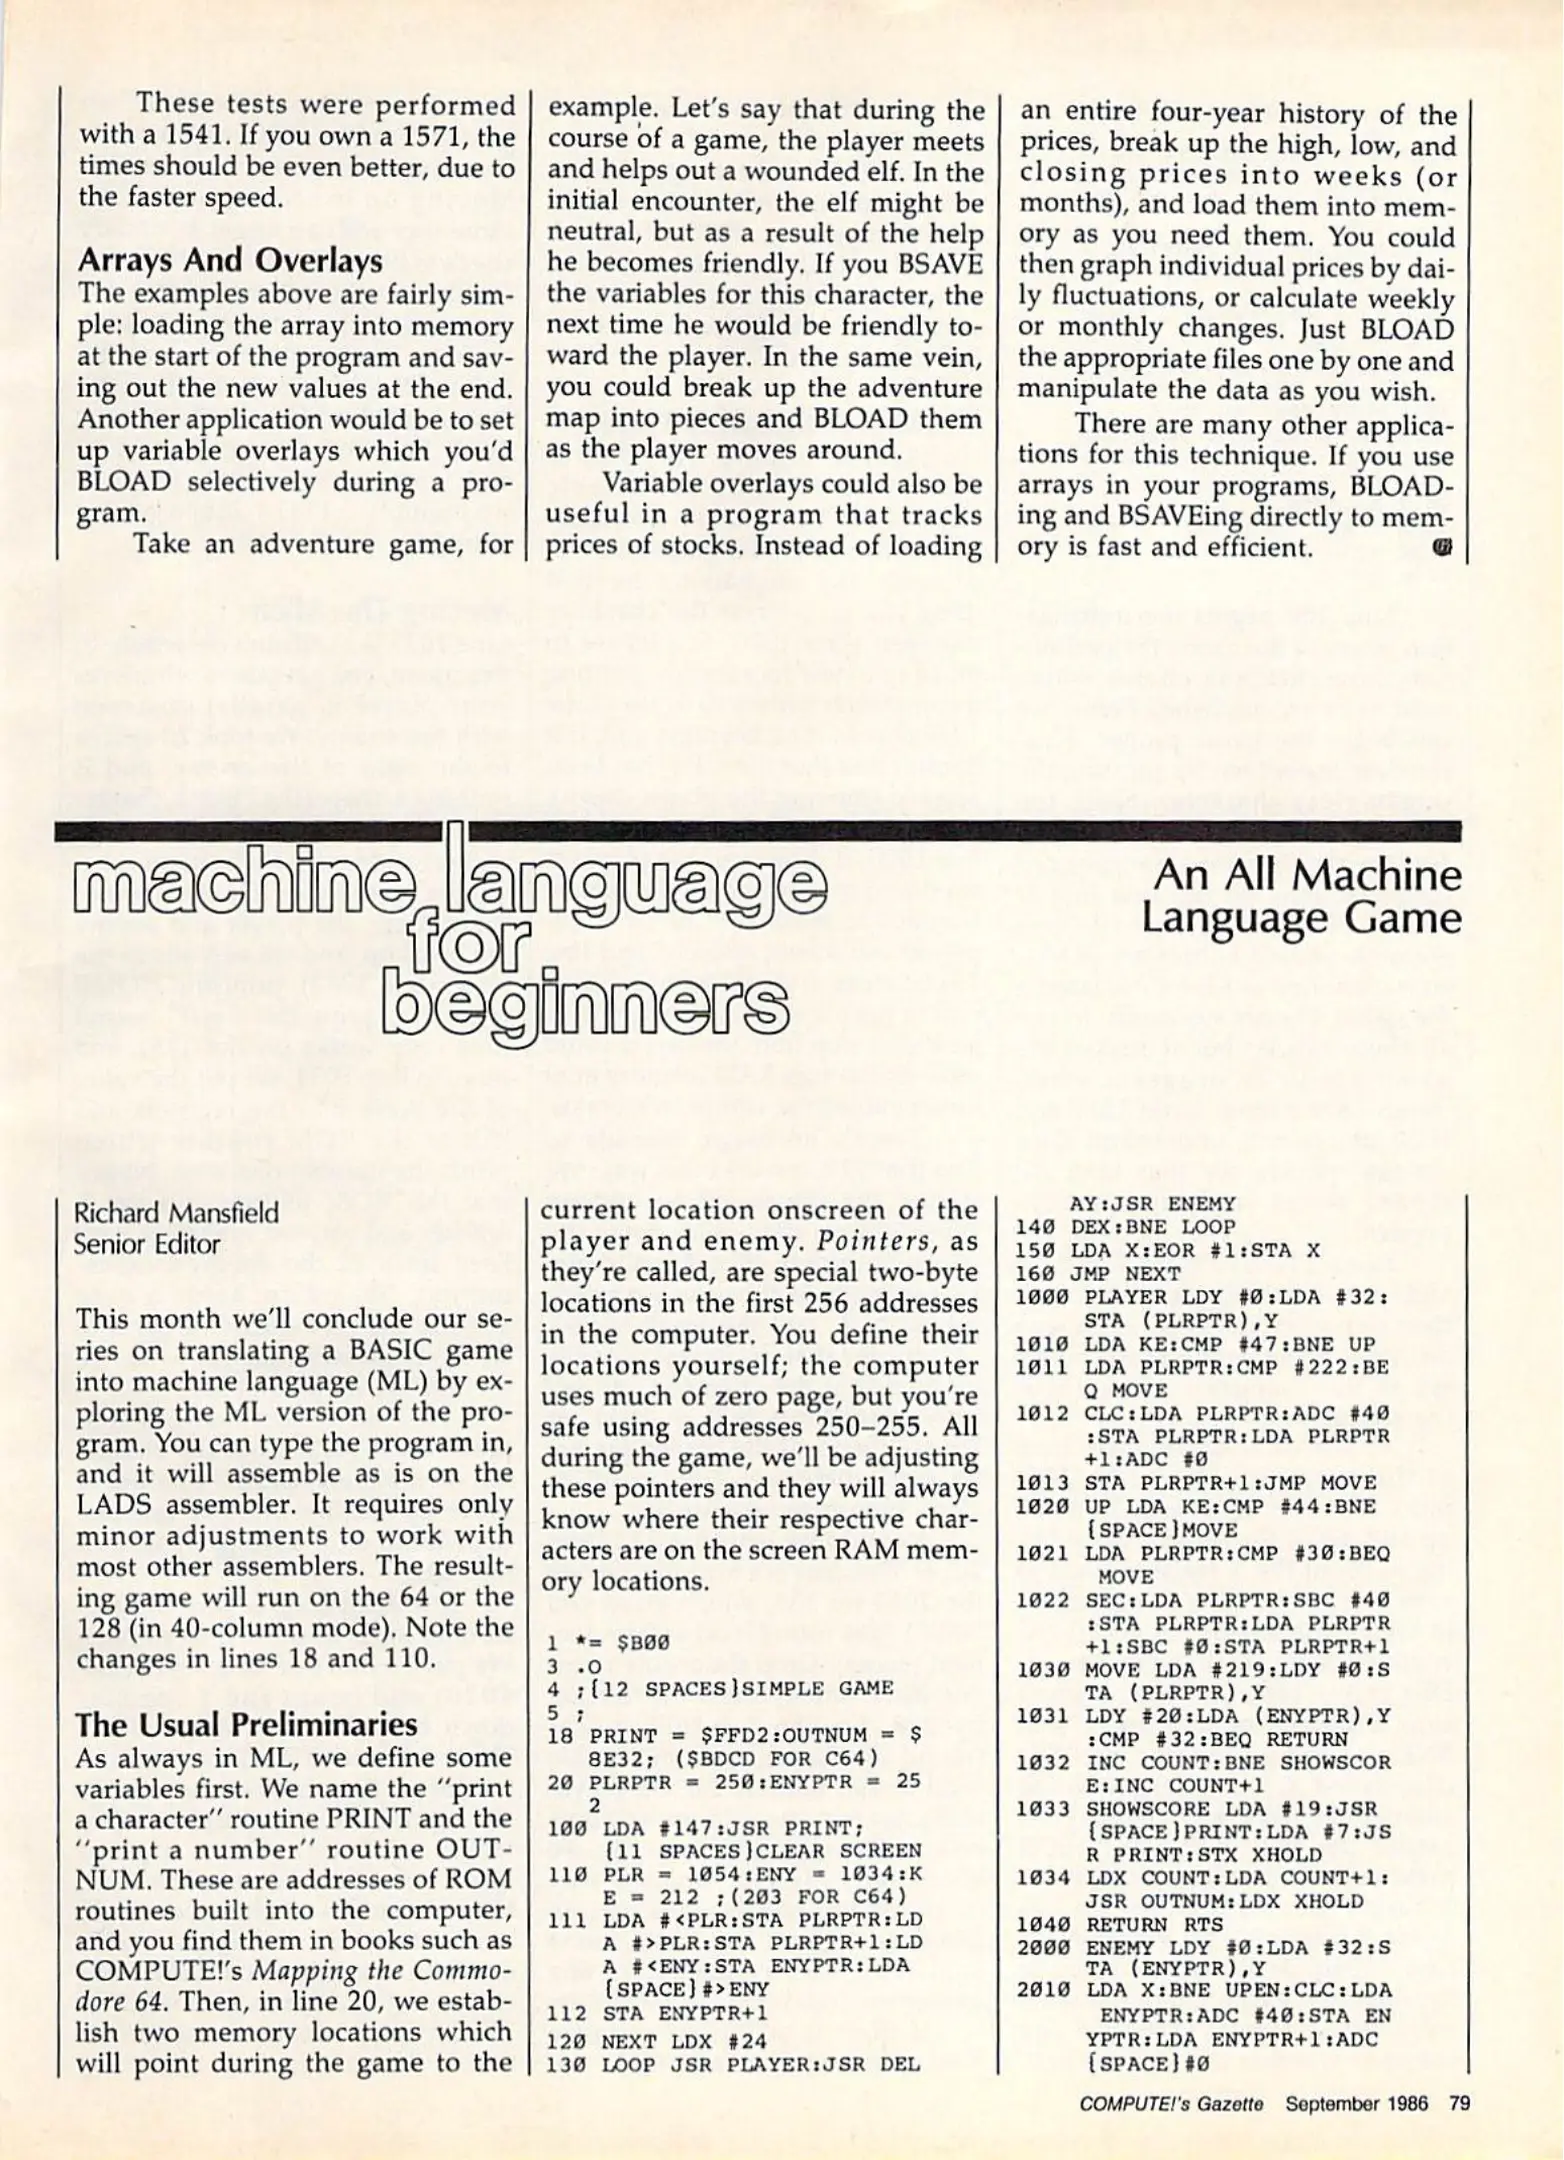 These tests were performed
with a 1541. If you own a 1571, the
times should be even better, due to
the faster speed.
Arrays And Overlays
The examples above are fairly sim-
ple: loading the array into memory
at the start of the program and sav-
ing out the new values at the end.
Another application would be to set
up variable overlays which you'd
BLOAD selectively during a pro-
gram.
Take an adventure game, for
example. Let's say that during the
course of a game, the player meets
and helps out a wounded elf. In the
initial encounter, the elf might be
neutral, but as a result of the help
he becomes friendly. If you BSAVE
the variables for this character, the
next time he would be friendly to-
ward the player. In the same vein,
you could break up the adventure
map into pieces and BLOAD them
as the player moves around.
Variable overlays could also be
useful in a program that tracks
prices of stocks. Instead of loading
an entire four-year history of the
prices, break up the high, low, and
closing prices into weeks (or
months), and load them into mem-
ory as you need them. You could
then graph individual prices by dai-
ly fluctuations, or calculate weekly
or monthly changes. Just BLOAD
the appropriate files one by one and
manipulate the data as you wish.
There are many other applica-
tions for this technique. If you use
arrays in your programs, BLOAD-
ing and BSAVEing directly to mem-
ory is fast and efficient.
machine language
for
beginners
An All Machine
Language Game
Richard Mansfield
Senior Editor
This month we'll conclude our se-
ries on translating a BASIC game
into machine language (ML) by ex-
ploring the ML version of the pro-
gram. You can type the program in,
and it will assemble as is on the
LADS assembler. It requires only
minor adjustments to work with
most other assemblers. The result-
ing game will run on the 64 or the
128 (in 40-column mode). Note the
changes in lines 18 and 110.
The Usual Preliminaries
As always in ML, we define some
variables first. We name the "print
a character" routine PRINT and the
"print a number" routine OUT-
NUM. These are addresses of ROM
routines built into the computer,
and you find them in books such as
COMPUTE!'s Mapping the Commo-
dore 64. Then, in line 20, we estab-
lish two memory locations which
will point during the game to the
current location onscreen of the
player and enemy. Pointers, as
they're called, are special two-byte
locations in the first 256 addresses
in the computer. You define their
locations yourself; the computer
uses much of zero page, but you're
safe using addresses 250–255. All
during the game, we'll be adjusting
these pointers and they will always
know where their respective char-
acters are on the screen RAM mem-
ory locations.
1 *= $B00
3 .O
4 ;{12 SPACES}SIMPLE GAME
5 ;
18 PRINT = $FFD2:OUTNUM = $
8E32; ($BDCD FOR C64)
20 PLRPTR = 250:ENYPTR = 25
2
100 LDA #147:JSR PRINT;
{11 SPACES}CLEAR SCREEN
110 PLR = 1054:ENY = 1034:K
E = 212 ;(203 FOR C64)
111 LDA #<PLR:STA PLRPTR:LD
A #>PLR:STA PLRPTR+1:LD
A #<ENY:STA ENYPTR:LDA
{SPACE}#>ENY
112 STA ENYPTR+1
120 NEXT LDX #24
130 LOOP JSR PLAYER:JSR DEL
AY:JSR ENEMY
140 DEX:BNE LOOP
150 LDA X:EOR #1:STA X
160 JMP NEXT
1000 PLAYER LDY #0:LDA #32:
STA (PLRPTR),Y
1010 LDA KE:CMP #47:BNE UP
1011 LDA PLRPTR:CMP #222:BE
Q MOVE
1012 CLC:LDA PLRPTR:ADC #40
:STA PLRPTR:LDA PLRPTR
+1:ADC #0
1013 STA PLRPTR+1:JMP MOVE
1020 UP LDA KE:CMP #44:BNE
{SPACE}MOVE
1021 LDA PLRPTR:CMP #30:BEQ
MOVE
1022 SEC:LDA PLRPTR:SBC #40
:STA PLRPTR:LDA PLRPTR
+1:SBC #0:STA PLRPTR+1
1030 MOVE LDA #219:LDY #0:S
TA (PLRPTR),Y
1031 LDY #20:LDA (ENYPTR),Y
:CMP #32:BEQ RETURN
1032 INC COUNT:BNE SHOWSCOR
E:INC COUNT+1
1033 SHOWSCORE LDA #19:JSR
{SPACE}PRINT:LDA #7:JS
R PRINT:STX XHOLD
1034 LDX COUNT:LDA COUNT+1:
JSR OUTNUM:LDX XHOLD
1040 RETURN RTS
2000 ENEMY LDY #0:LDA #32:S
TA (ENYPTR),Y
2010 LDA X:BNE UPEN:CLC:LDA
ENYPTR:ADC #40:STA EN
YPTR:LDA ENYPTR+1:ADC
{SPACE}#0
COMPUTE!'s Gazette September 1986 79